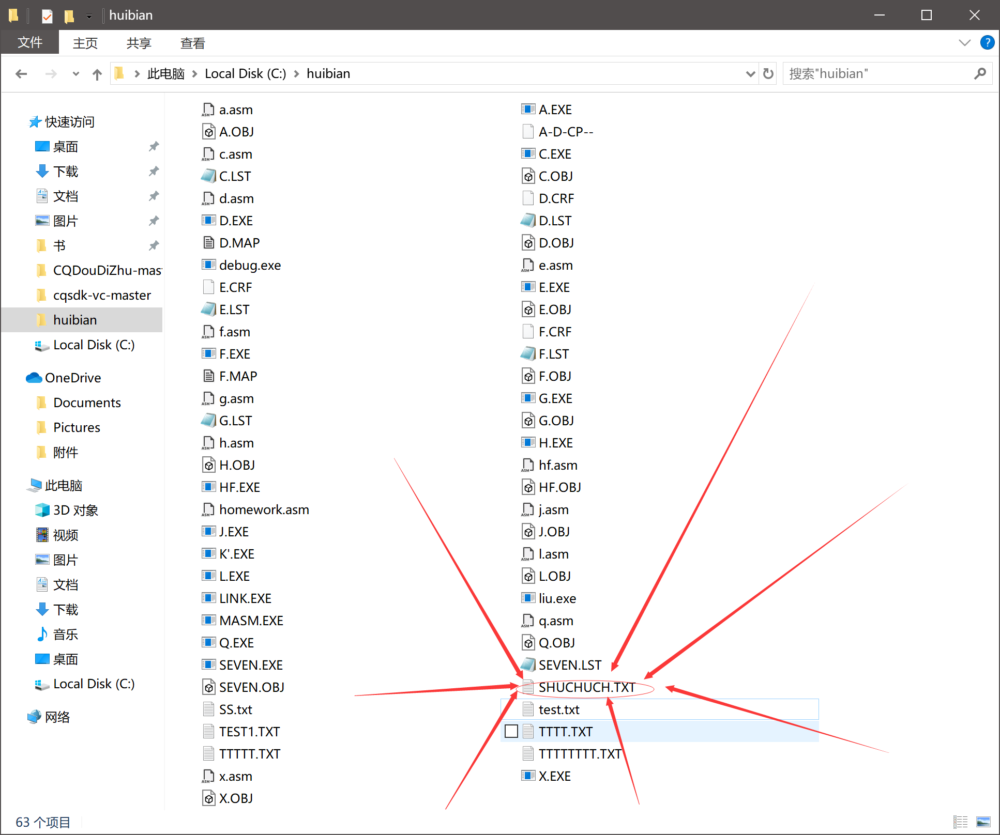 huibian
文件 主页 共享 查看
此电脑 Local Disk (C:) huibian
搜索"huibian"
快速访问
桌面
下载
文档
图片
书
CQDouDiZhu-mast
cqsdk-vc-master
huibian
Local Disk (C:)
OneDrive
Documents
Pictures
附件
此电脑
3D 对象
视频
图片
文档
下载
音乐
桌面
Local Disk (C:)
网络
a.asm A.EXE
A.OBJ A-D-CP--
c.asm C.EXE
C.LST C.OBJ
d.asm D.CRF
D.EXE D.LST
D.MAP D.OBJ
debug.exe e.asm
E.CRF E.EXE
E.LST E.OBJ
f.asm F.CRF
F.EXE F.LST
F.MAP F.OBJ
g.asm G.EXE
G.LST G.OBJ
h.asm H.EXE
H.OBJ hf.asm
HF.EXE HF.OBJ
homework.asm j.asm
J.EXE J.OBJ
K'.EXE l.asm
L.EXE L.OBJ
LINK.EXE liu.exe
MASM.EXE q.asm
Q.EXE Q.OBJ
SEVEN.EXE SEVEN.LST
SEVEN.OBJ SHUCHUCH.TXT
SS.txt test.txt
TEST1.TXT TTTT.TXT
TTTTT.TXT TTTTTTTT.TXT
x.asm X.EXE
X.OBJ
63 个项目